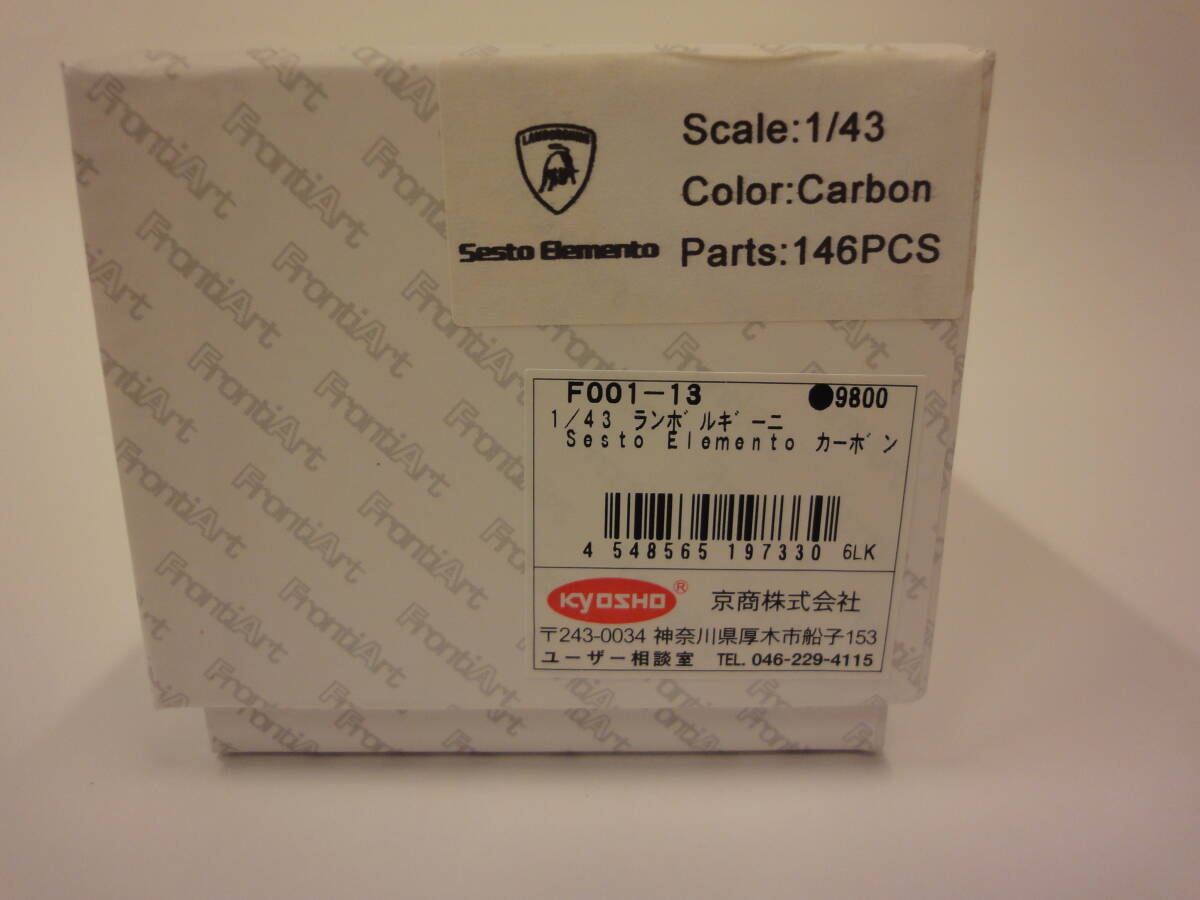 FrontiArt
LAMBORGHINI
Sesto Elemento
Scale:1/43
Color:Carbon
Parts:146PCS
F001-13 ●9800
1/43 ランボルギーニ
Sesto Elemento カーボン
4 548565 197330 6LK
KYOSHO® 京商株式会社
〒243-0034 神奈川県厚木市船子153
ユーザー相談室 TEL. 046-229-4115